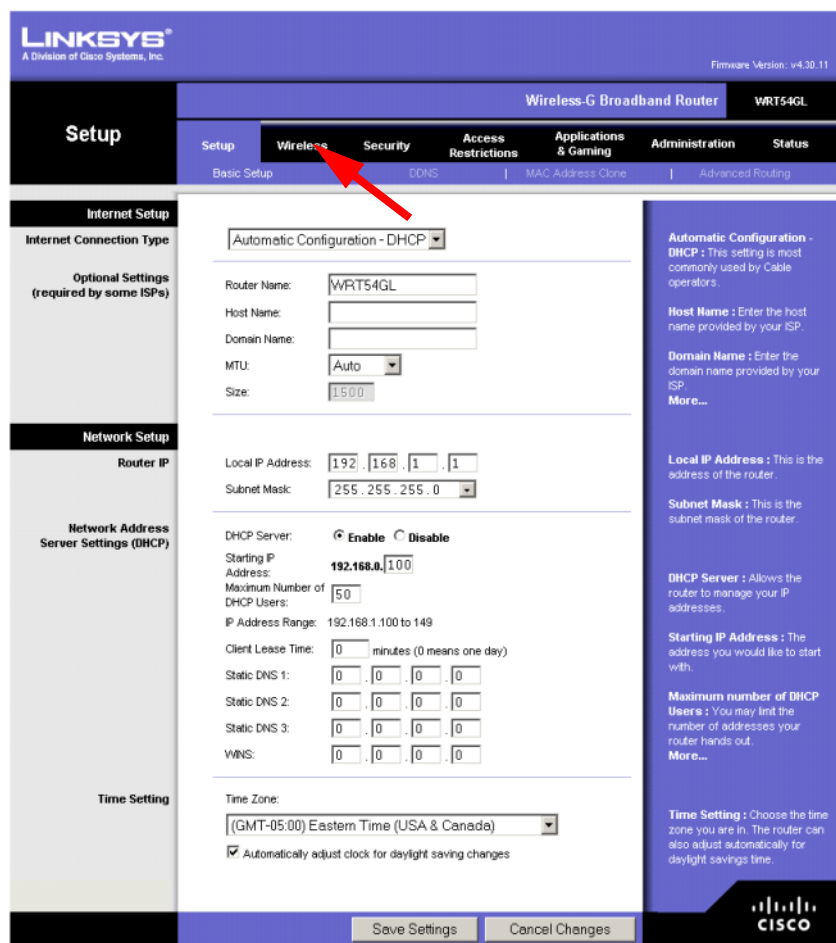 LINKSYS®
A Division of Cisco Systems, Inc.
Firmware Version: v4.30.11
Wireless-G Broadband Router WRT54GL
Setup
Setup Wireless Security Access Restrictions Applications & Gaming Administration Status
Basic Setup DDNS | MAC Address Clone | Advanced Routing
Internet Setup
Internet Connection Type
Automatic Configuration - DHCP
Optional Settings
(required by some ISPs)
Router Name: WRT54GL
Host Name:
Domain Name:
MTU: Auto
Size: 1500
Network Setup
Router IP
Local IP Address: 192 . 168 . 1 . 1
Subnet Mask: 255.255.255.0
Network Address
Server Settings (DHCP)
DHCP Server: Enable Disable
Starting IP
Address: 192.168.0. 100
Maximum Number of
DHCP Users: 50
IP Address Range: 192.168.1.100 to 149
Client Lease Time: 0 minutes (0 means one day)
Static DNS 1: 0 . 0 . 0 . 0
Static DNS 2: 0 . 0 . 0 . 0
Static DNS 3: 0 . 0 . 0 . 0
WINS: 0 . 0 . 0 . 0
Time Setting
Time Zone:
(GMT-05:00) Eastern Time (USA & Canada)
Automatically adjust clock for daylight saving changes
Automatic Configuration -
DHCP : This setting is most
commonly used by Cable
operators.
Host Name : Enter the host
name provided by your ISP.
Domain Name : Enter the
domain name provided by your
ISP.
More...
Local IP Address : This is the
address of the router.
Subnet Mask : This is the
subnet mask of the router.
DHCP Server : Allows the
router to manage your IP
addresses.
Starting IP Address : The
address you would like to start
with.
Maximum number of DHCP
Users : You may limit the
number of addresses your
router hands out.
More...
Time Setting : Choose the time
zone you are in. The router can
also adjust automatically for
daylight savings time.
Save Settings Cancel Changes
CISCO